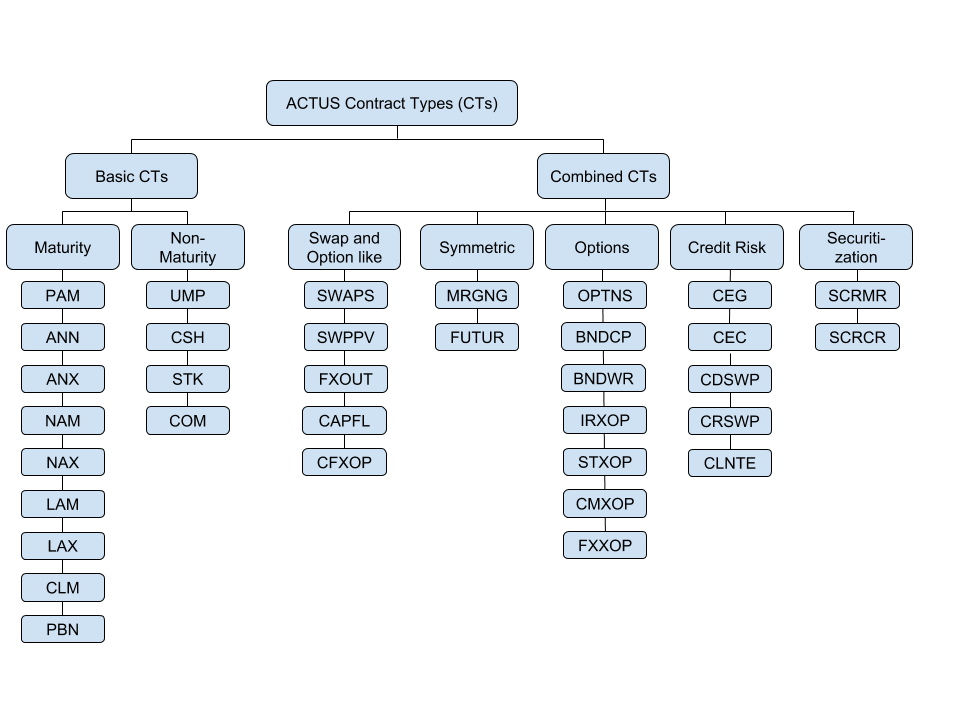 ACTUS Contract Types (CTs)
Basic CTs
Combined CTs
Maturity
Non-
Maturity
Swap and
Option like
Symmetric
Options
Credit Risk
Securiti-
zation
PAM
ANN
ANX
NAM
NAX
LAM
LAX
CLM
PBN
UMP
CSH
STK
COM
SWAPS
SWPPV
FXOUT
CAPFL
CFXOP
MRGNG
FUTUR
OPTNS
BNDCP
BNDWR
IRXOP
STXOP
CMXOP
FXXOP
CEG
CEC
CDSWP
CRSWP
CLNTE
SCRMR
SCRCR